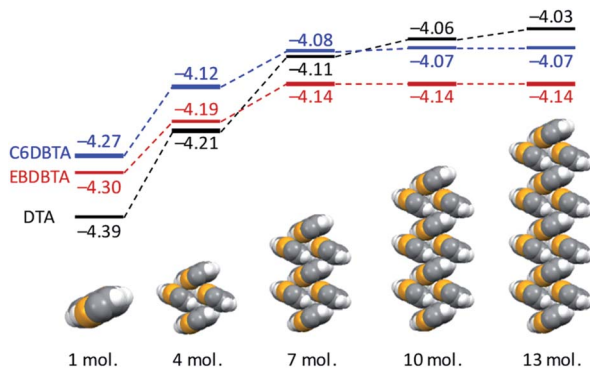 −4.03
−4.06
−4.08
−4.07
−4.07
−4.11
−4.12
−4.14
−4.14
−4.14
−4.19
−4.21
−4.27
C6DBTA
EBDBTA
−4.30
DTA
−4.39
1 mol.
4 mol.
7 mol.
10 mol.
13 mol.